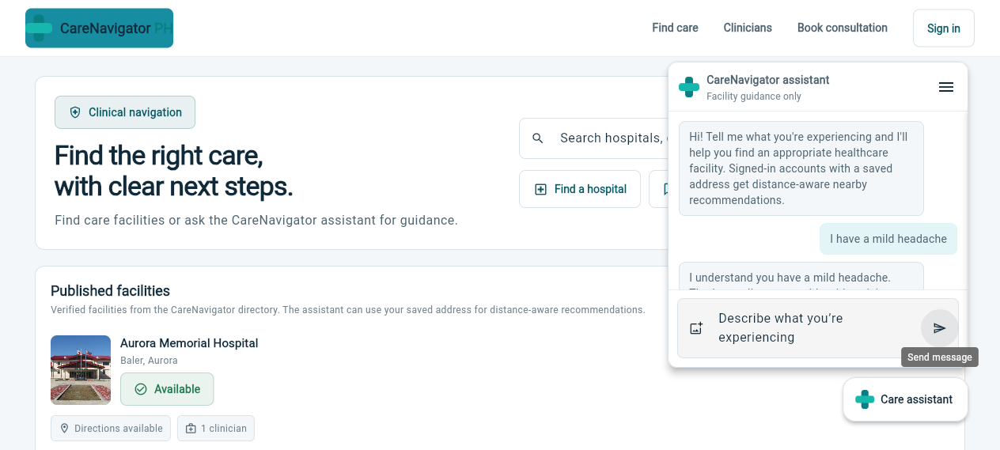 CareNavigator PH
Find care
Clinicians
Book consultation
Sign in
Clinical navigation
Find the right care,
with clear next steps.
Find care facilities or ask the CareNavigator assistant for guidance.
Search hospitals,
Find a hospital
Published facilities
Verified facilities from the CareNavigator directory. The assistant can use your saved address for distance-aware recommendations.
Aurora Memorial Hospital
Baler, Aurora
Available
Directions available
1 clinician
CareNavigator assistant
Facility guidance only
Hi! Tell me what you're experiencing and I'll
help you find an appropriate healthcare
facility. Signed-in accounts with a saved
address get distance-aware nearby
recommendations.
I have a mild headache
I understand you have a mild headache.
Describe what you're
experiencing
Send message
Care assistant